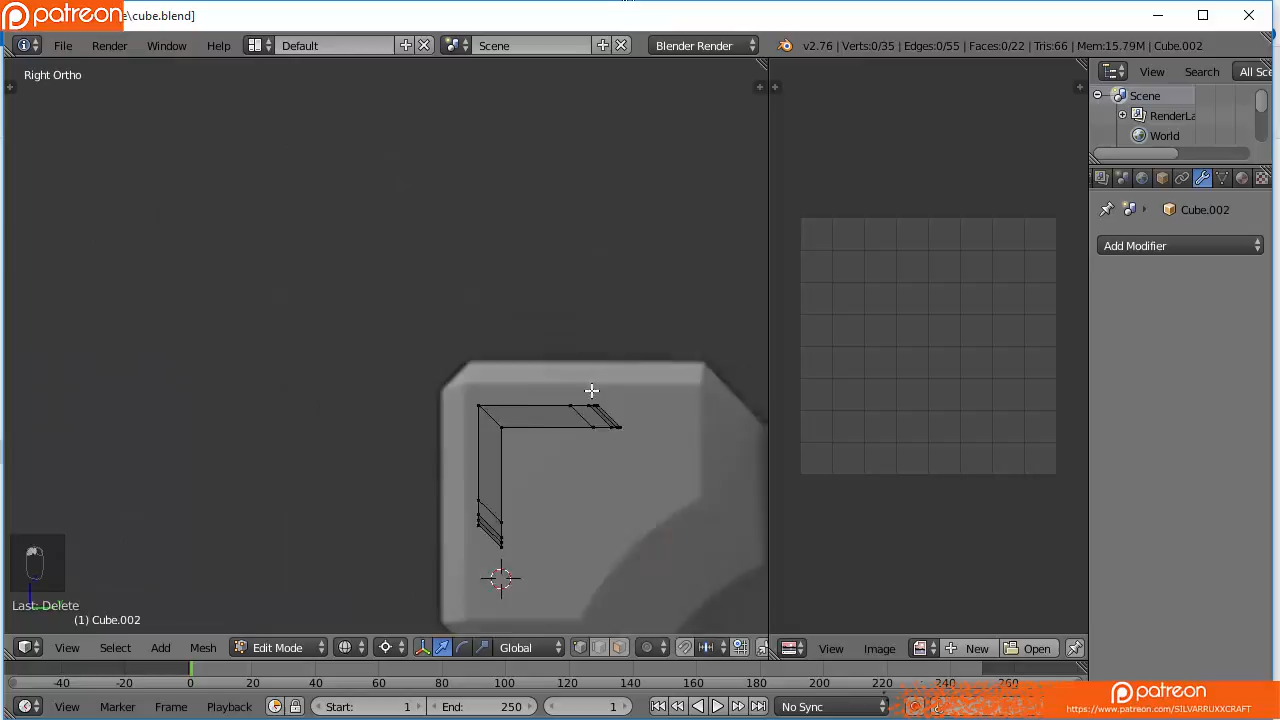 patreon e\cube.blend]
File Render Window Help Default Scene Blender Render v2.76 | Verts:0/35 | Edges:0/55 | Faces:0/22 | Tris:66 | Mem:15.79M | Cube.002
Right Ortho
View Search All Sce
Scene
RenderLa
World
Cube.002
Add Modifier
Last: Delete
(1) Cube.002
View Select Add Mesh Edit Mode Global View Image New Open
-40 -20 0 20 40 60 80 100 120 140 160 180 200 220 240 260
View Marker Frame Playback Start: 1 End: 250 1 No Sync
patreon
https://www.patreon.com/SILVARRUXXCRAFT